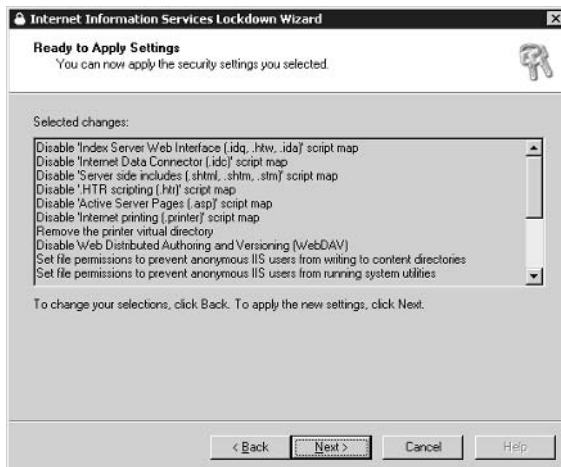 Internet Information Services Lockdown Wizard
Ready to Apply Settings
You can now apply the security settings you selected.
Selected changes:
Disable 'Index Server Web Interface (.idq, .htw, .ida)' script map
Disable 'Internet Data Connector (.idc)' script map
Disable 'Server side includes (.shtml, .shtm, .stm)' script map
Disable '.HTR scripting (.htr)' script map
Disable 'Active Server Pages (.asp)' script map
Disable 'Internet printing (.printer)' script map
Remove the printer virtual directory
Disable Web Distributed Authoring and Versioning (WebDAV)
Set file permissions to prevent anonymous IIS users from writing to content directories
Set file permissions to prevent anonymous IIS users from running system utilities
To change your selections, click Back. To apply the new settings, click Next.
< Back Next > Cancel Help